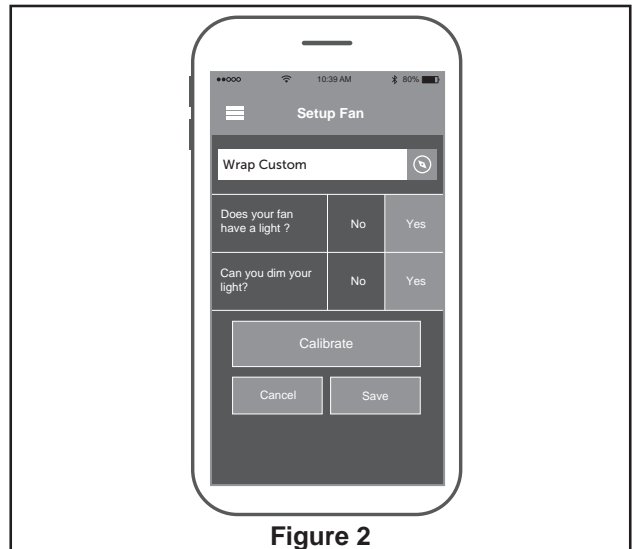 ●●○○○ 10:39 AM 80%
Setup Fan
Wrap Custom
Does your fan
have a light ?
No
Yes
Can you dim your
light?
No
Yes
Calibrate
Cancel
Save
Figure 2